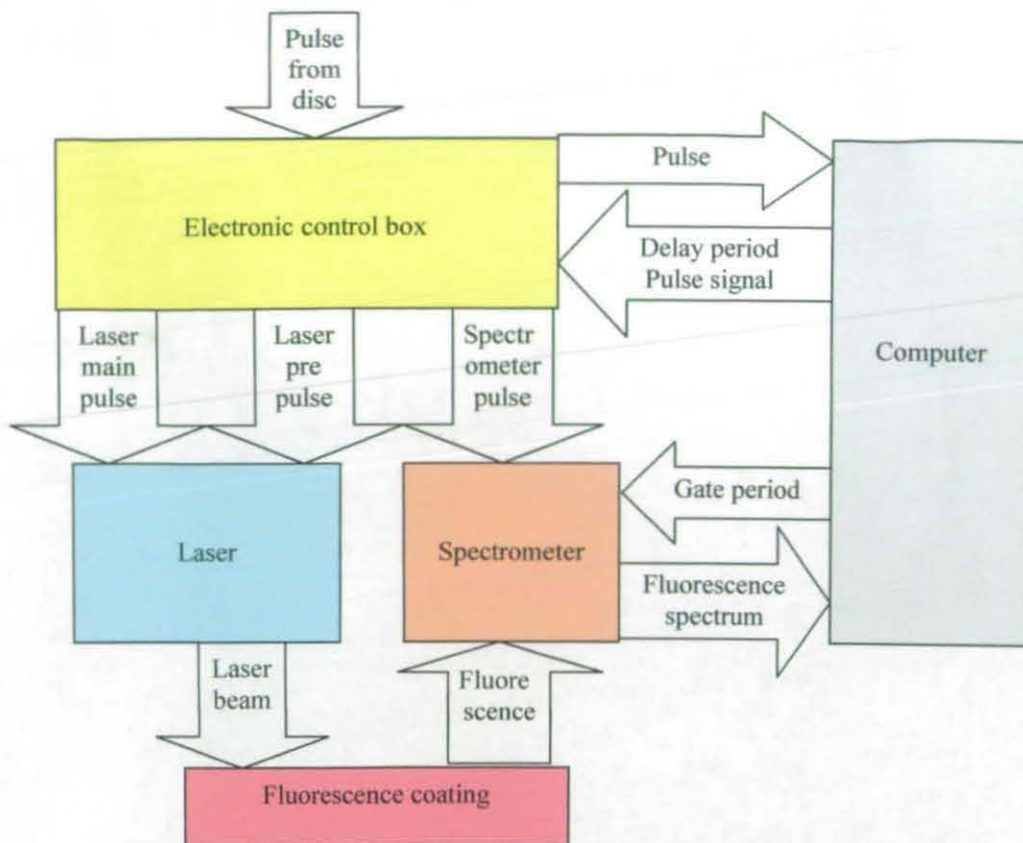 Pulse
from
disc
Pulse
Electronic control box
Delay period
Pulse signal
Laser
main
pulse
Laser
pre
pulse
Spectr
ometer
pulse
Computer
Gate period
Laser
Spectrometer
Fluorescence
spectrum
Laser
beam
Fluore
scence
Fluorescence coating